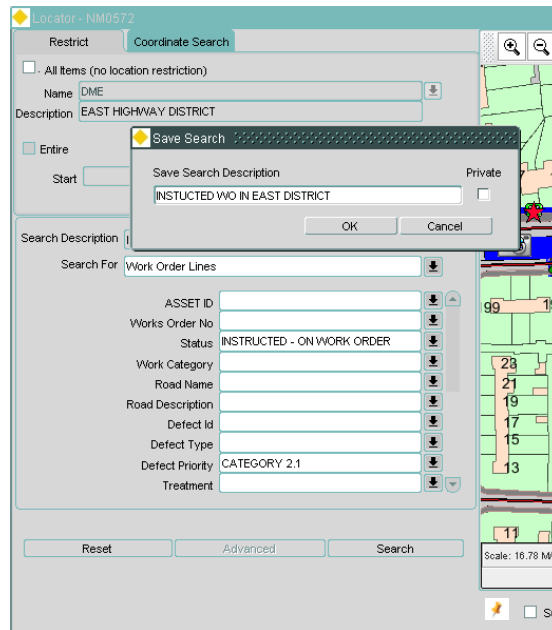 Locator - NM0572
Restrict
Coordinate Search
All Items (no location restriction)
Name DME
Description EAST HIGHWAY DISTRICT
Entire
Start
Save Search
Save Search Description Private
INSTUCTED WO IN EAST DISTRICT
OK Cancel
Search Description
Search For Work Order Lines
ASSET ID
Works Order No
Status INSTRUCTED - ON WORK ORDER
Work Category
Road Name
Road Description
Defect Id
Defect Type
Defect Priority CATEGORY 2.1
Treatment
Reset Advanced Search
99
23
21
19
17
15
13
11
Scale: 16.78